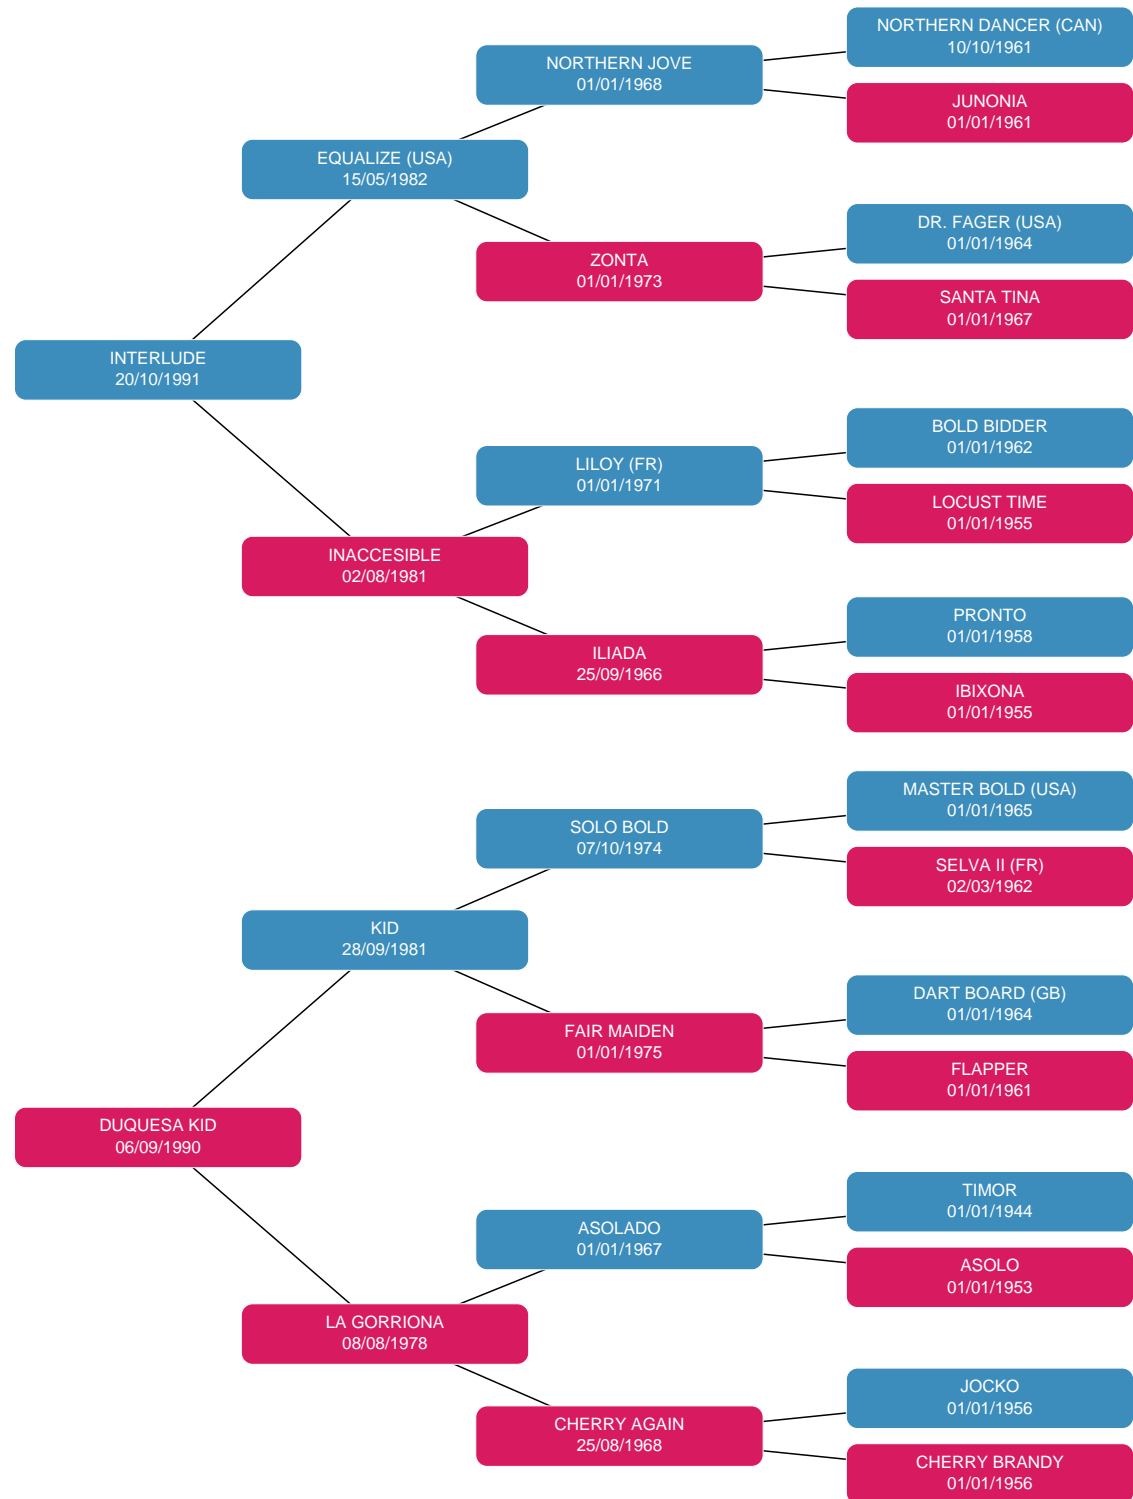 NORTHERN DANCER (CAN)
10/10/1961
NORTHERN JOVE
01/01/1968
JUNONIA
01/01/1961
EQUALIZE (USA)
15/05/1982
DR. FAGER (USA)
01/01/1964
ZONTA
01/01/1973
SANTA TINA
01/01/1967
INTERLUDE
20/10/1991
BOLD BIDDER
01/01/1962
LILOY (FR)
01/01/1971
LOCUST TIME
01/01/1955
INACCESIBLE
02/08/1981
PRONTO
01/01/1958
ILIADA
25/09/1966
IBIXONA
01/01/1955
MASTER BOLD (USA)
01/01/1965
SOLO BOLD
07/10/1974
SELVA II (FR)
02/03/1962
KID
28/09/1981
DART BOARD (GB)
01/01/1964
FAIR MAIDEN
01/01/1975
FLAPPER
01/01/1961
DUQUESA KID
06/09/1990
TIMOR
01/01/1944
ASOLADO
01/01/1967
ASOLO
01/01/1953
LA GORRIONA
08/08/1978
JOCKO
01/01/1956
CHERRY AGAIN
25/08/1968
CHERRY BRANDY
01/01/1956